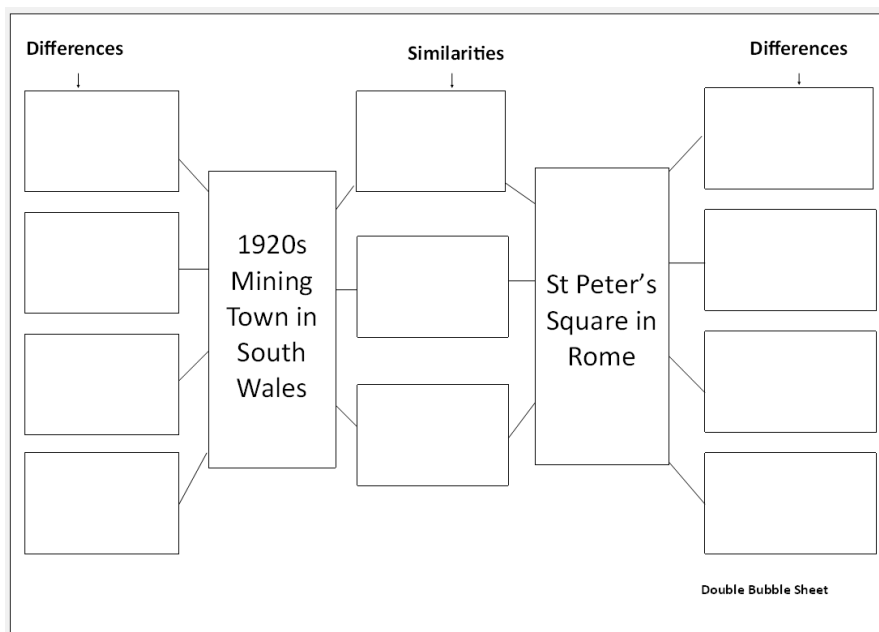 Differences
Similarities
Differences
1920s
Mining
Town in
South
Wales
St Peter’s
Square in
Rome
Double Bubble Sheet